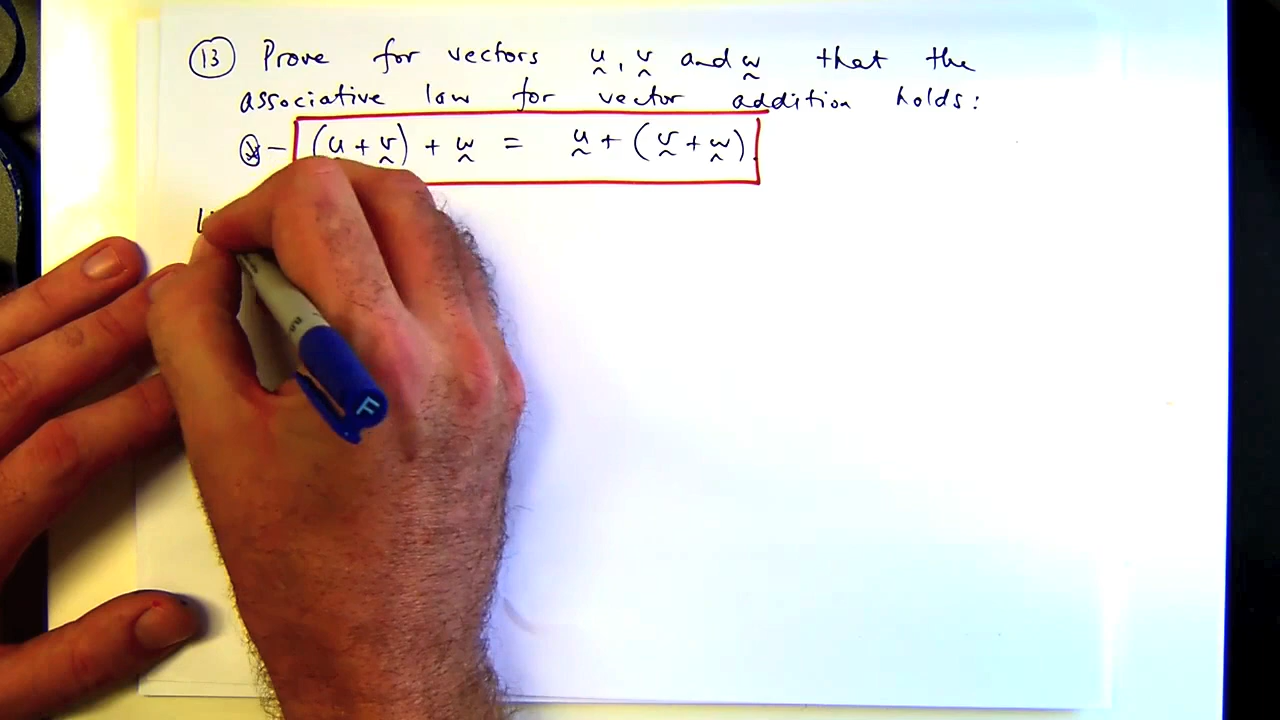 13 Prove for vectors u, v and w that the
associative law for vector addition holds:
(u + v) + w = u + (v + w)
F